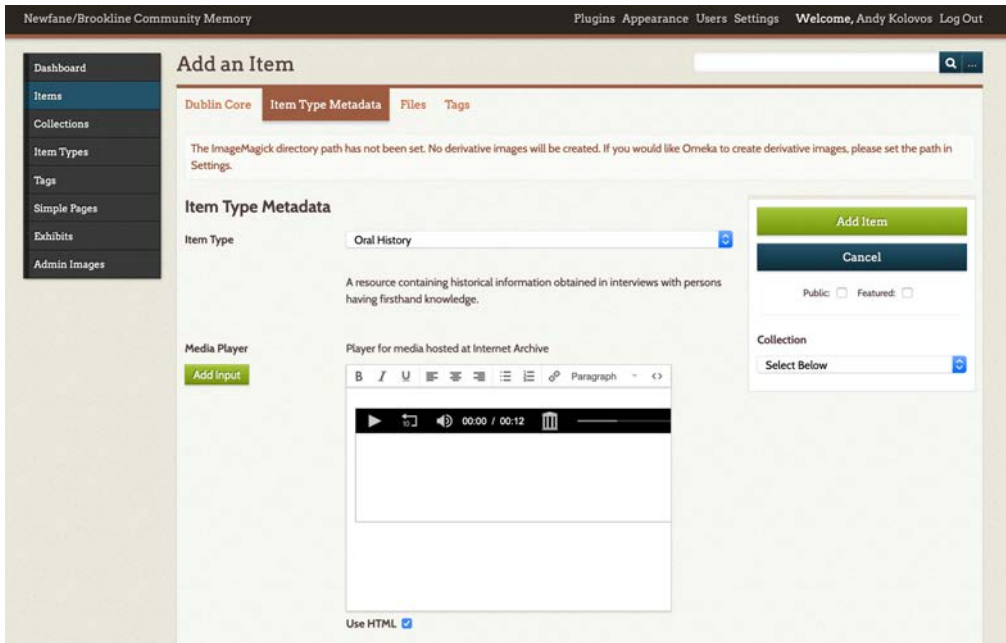 Newfane/Brookline Community Memory
Plugins Appearance Users Settings Welcome, Andy Kolovos Log Out
Dashboard
Items
Collections
Item Types
Tags
Simple Pages
Exhibits
Admin Images
Add an Item
...
Dublin Core Item Type Metadata Files Tags
The ImageMagick directory path has not been set. No derivative images will be created. If you would like Omeka to create derivative images, please set the path in
Settings.
Item Type Metadata
Item Type
Oral History
A resource containing historical information obtained in interviews with persons
having firsthand knowledge.
Media Player
Add Input
Player for media hosted at Internet Archive
B I U Paragraph <>
10 00:00 / 00:12
Use HTML
Add Item
Cancel
Public: Featured:
Collection
Select Below